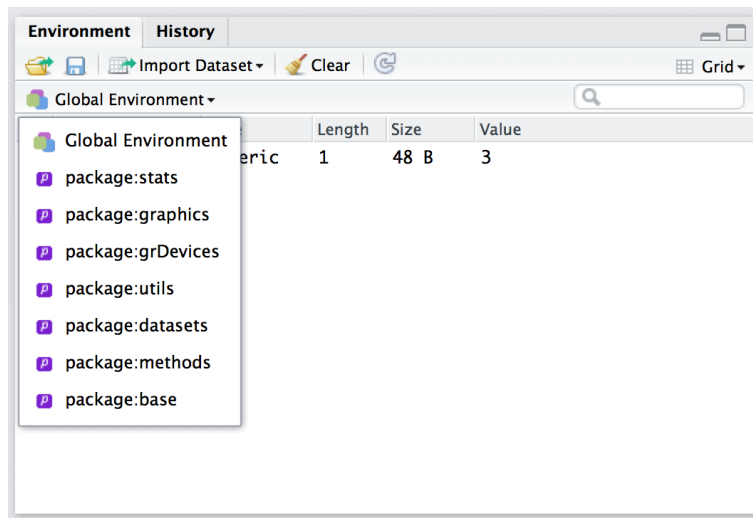 Environment History
Import Dataset Clear Grid
Global Environment
Length Size Value
Global Environment
eric 1 48 B 3
package:stats
package:graphics
package:grDevices
package:utils
package:datasets
package:methods
package:base